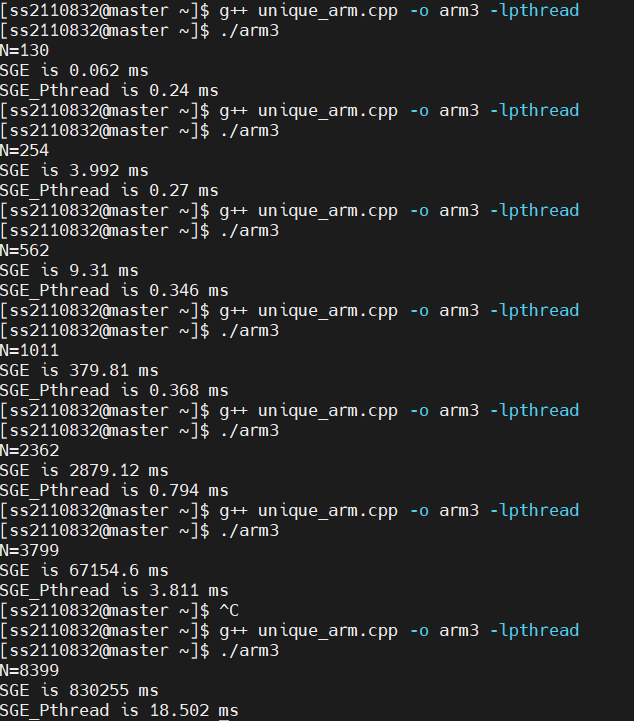 [ss2110832@master ~]$ g++ unique_arm.cpp -o arm3 -lpthread
[ss2110832@master ~]$ ./arm3
N=130
SGE is 0.062 ms
SGE_Pthread is 0.24 ms
[ss2110832@master ~]$ g++ unique_arm.cpp -o arm3 -lpthread
[ss2110832@master ~]$ ./arm3
N=254
SGE is 3.992 ms
SGE_Pthread is 0.27 ms
[ss2110832@master ~]$ g++ unique_arm.cpp -o arm3 -lpthread
[ss2110832@master ~]$ ./arm3
N=562
SGE is 9.31 ms
SGE_Pthread is 0.346 ms
[ss2110832@master ~]$ g++ unique_arm.cpp -o arm3 -lpthread
[ss2110832@master ~]$ ./arm3
N=1011
SGE is 379.81 ms
SGE_Pthread is 0.368 ms
[ss2110832@master ~]$ g++ unique_arm.cpp -o arm3 -lpthread
[ss2110832@master ~]$ ./arm3
N=2362
SGE is 2879.12 ms
SGE_Pthread is 0.794 ms
[ss2110832@master ~]$ g++ unique_arm.cpp -o arm3 -lpthread
[ss2110832@master ~]$ ./arm3
N=3799
SGE is 67154.6 ms
SGE_Pthread is 3.811 ms
[ss2110832@master ~]$ ^C
[ss2110832@master ~]$ g++ unique_arm.cpp -o arm3 -lpthread
[ss2110832@master ~]$ ./arm3
N=8399
SGE is 830255 ms
SGE_Pthread is 18.502 ms